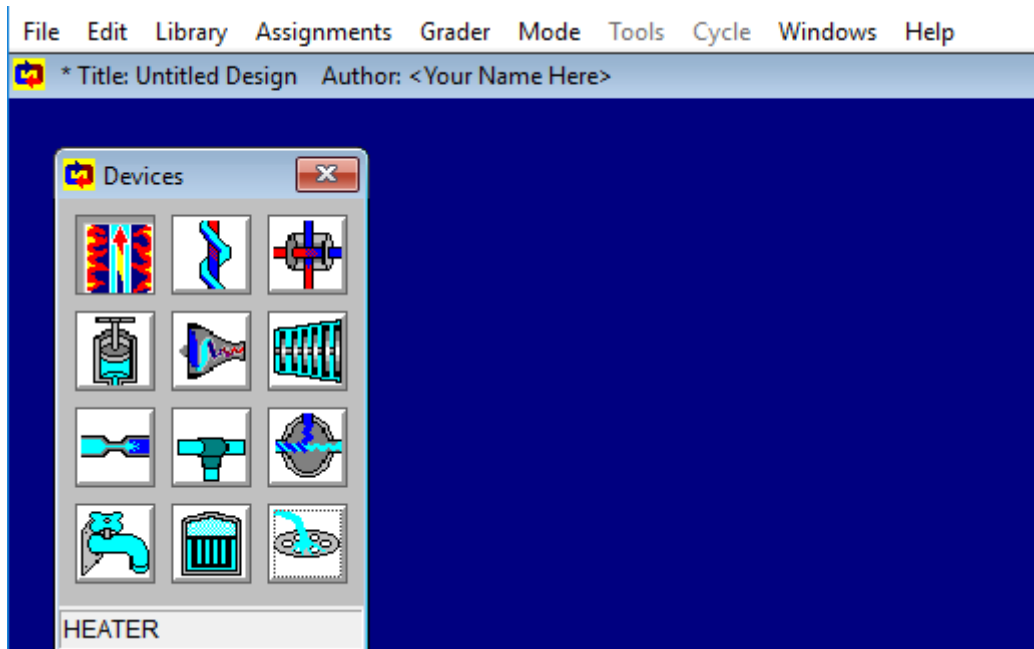 File Edit Library Assignments Grader Mode Tools Cycle Windows Help
* Title: Untitled Design Author: <Your Name Here>
Devices
HEATER